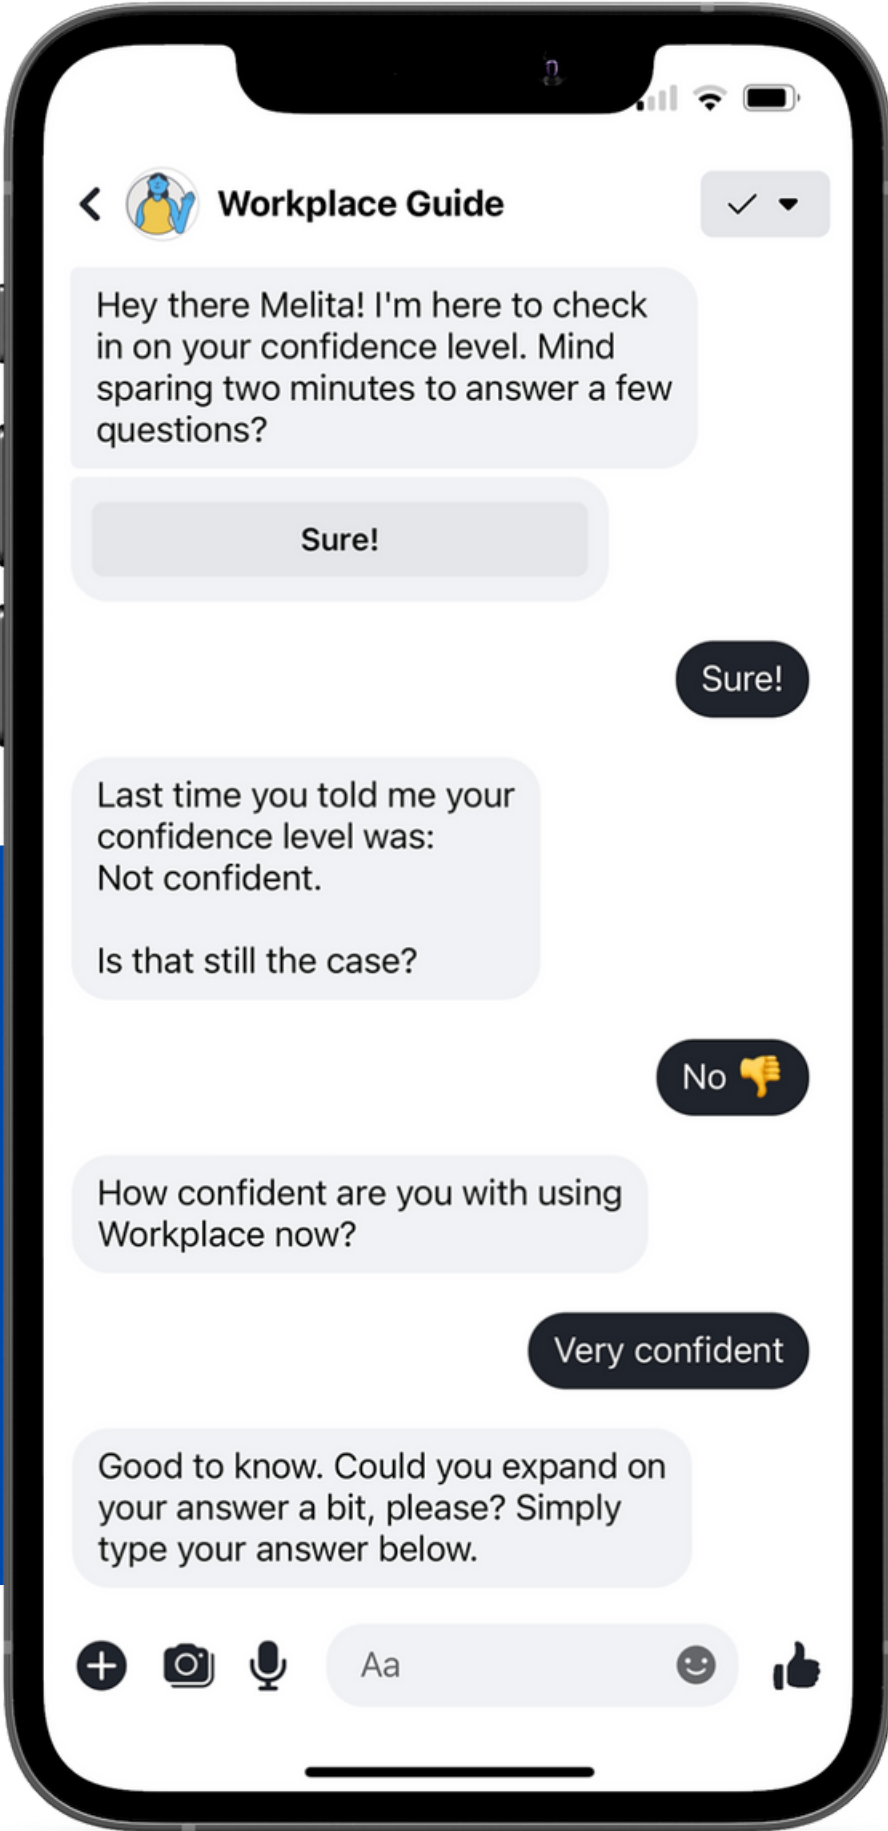 Workplace Guide
Hey there Melita! I'm here to check
in on your confidence level. Mind
sparing two minutes to answer a few
questions?
Sure!
Sure!
Last time you told me your
confidence level was:
Not confident.
Is that still the case?
No 👎
How confident are you with using
Workplace now?
Very confident
Good to know. Could you expand on
your answer a bit, please? Simply
type your answer below.
Aa